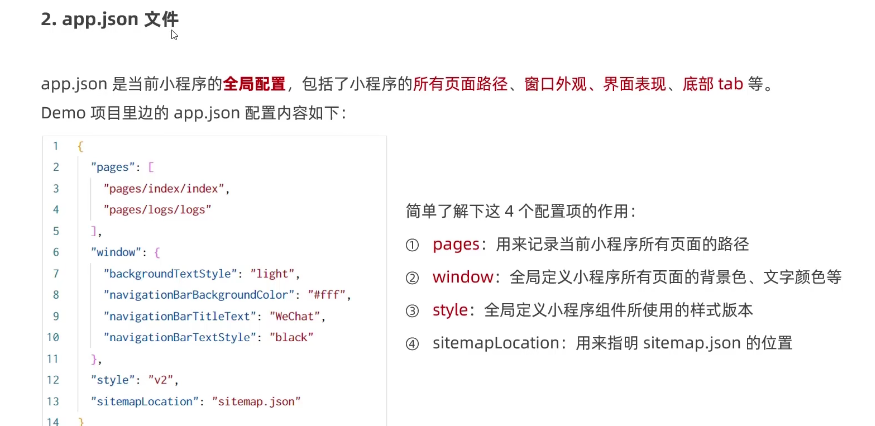 2. app.json 文件
app.json 是当前小程序的全局配置，包括了小程序的所有页面路径、窗口外观、界面表现、底部 tab 等。
Demo 项目里边的 app.json 配置内容如下：
1 {
2 "pages": [
3 "pages/index/index",
4 "pages/logs/logs"
5 ],
6 "window": {
7 "backgroundTextStyle": "light",
8 "navigationBarBackgroundColor": "#fff",
9 "navigationBarTitleText": "WeChat",
10 "navigationBarTextStyle": "black"
11 },
12 "style": "v2",
13 "sitemapLocation": "sitemap.json"
14 }
简单了解下这 4 个配置项的作用：
① pages：用来记录当前小程序所有页面的路径
② window：全局定义小程序所有页面的背景色、文字颜色等
③ style：全局定义小程序组件所使用的样式版本
④ sitemapLocation：用来指明 sitemap.json 的位置